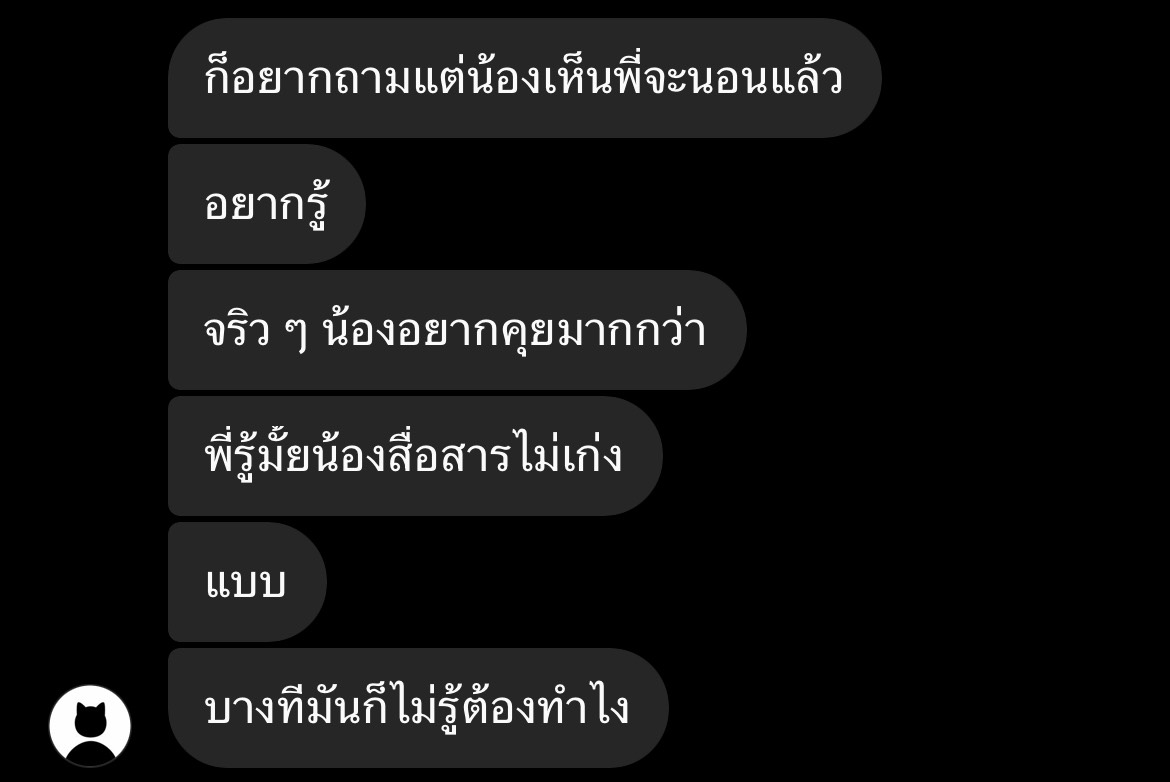 ก็อยากถามแต่น้องเห็นพี่จะนอนแล้ว
อยากรู้
จริว ๆ น้องอยากคุยมากกว่า
พี่รู้มั้ยน้องสื่อสารไม่เก่ง
แบบ
บางทีมันก็ไม่รู้ต้องทำไง